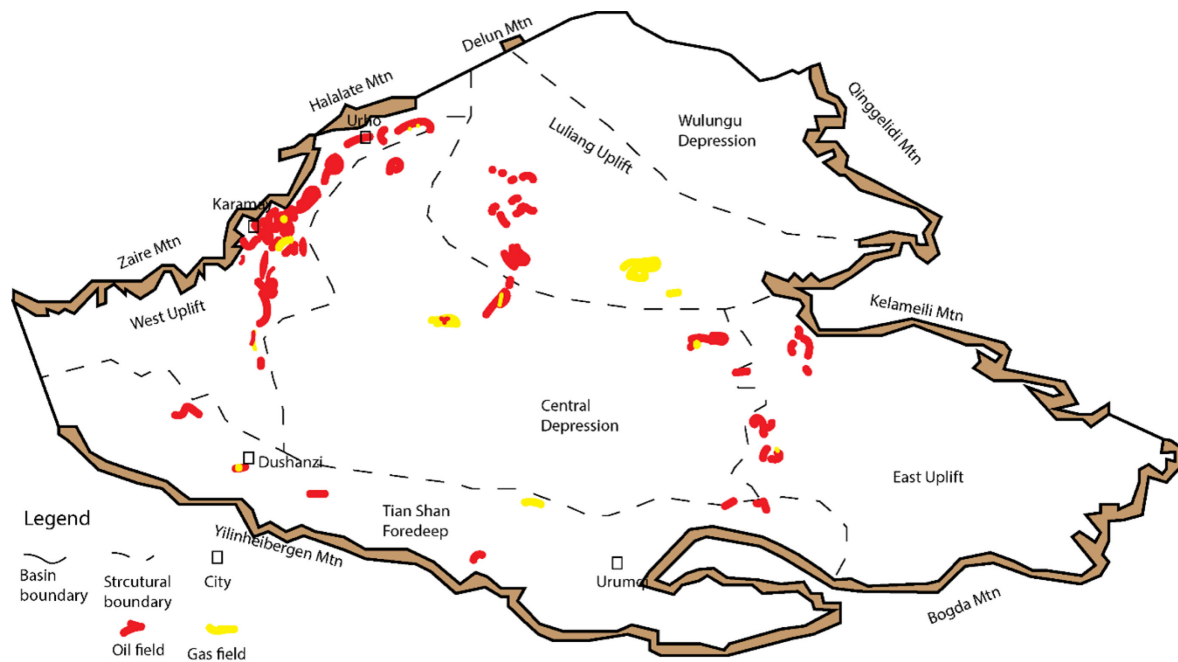 Delun Mtn
Halalate Mtn
Qinggelidi Mtn
Urho
Wulungu
Depression
Luliang Uplift
Karamay
Zaire Mtn
West Uplift
Kelameili Mtn
Central
Depression
Dushanzi
East Uplift
Tian Shan
Foredeep
Yilinheibergen Mtn
Urumqi
Bogda Mtn
Legend
Basin
boundary
Strcutural
boundary
City
Oil field
Gas field